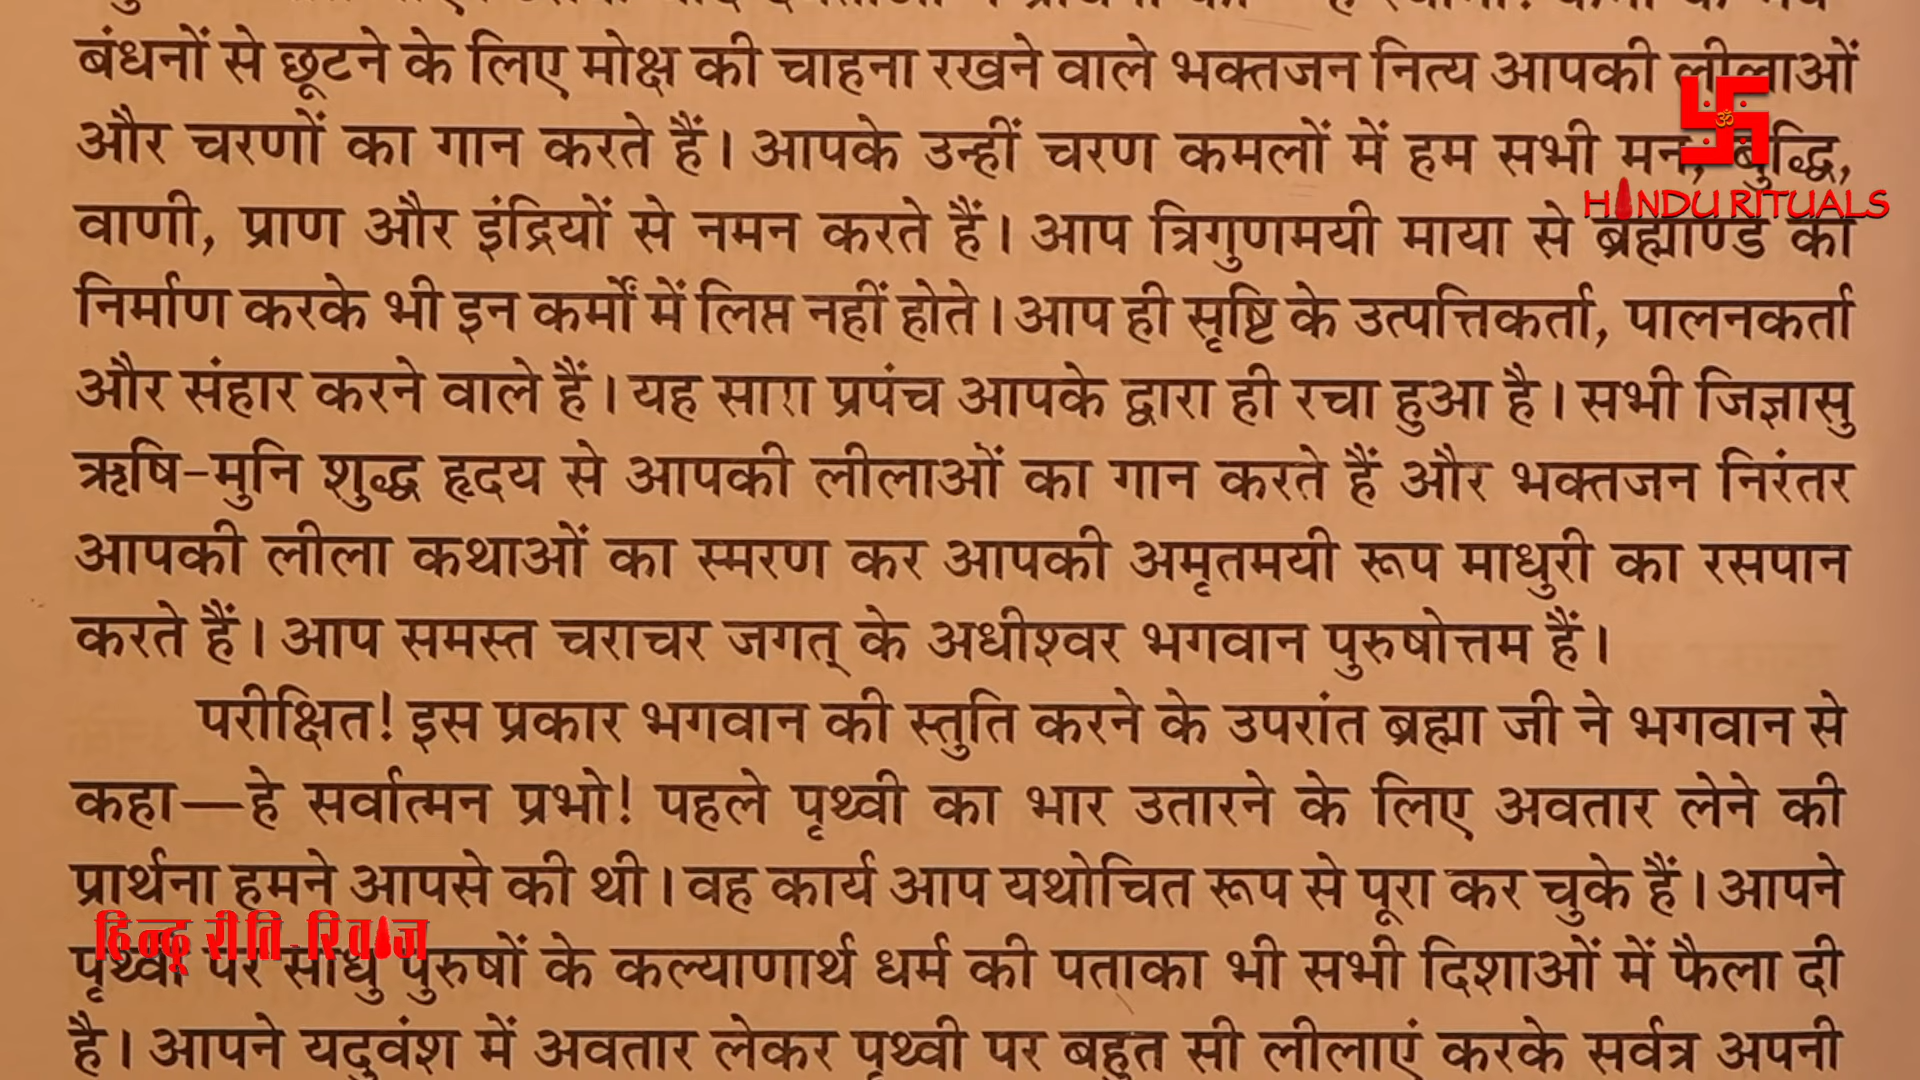 बंधनों से छूटने के लिए मोक्ष की चाहना रखने वाले भक्तजन नित्य आपकी लीलाओं
और चरणों का गान करते हैं। आपके उन्हीं चरण कमलों में हम सभी मन, बुद्धि,
वाणी, प्राण और इंद्रियों से नमन करते हैं। आप त्रिगुणमयी माया से ब्रह्माण्ड का
HINDU RITUALS
निर्माण करके भी इन कर्मों में लिप्त नहीं होते। आप ही सृष्टि के उत्पत्तिकर्ता, पालनकर्ता
और संहार करने वाले हैं। यह सारा प्रपंच आपके द्वारा ही रचा हुआ है। सभी जिज्ञासु
ऋषि-मुनि शुद्ध हृदय से आपकी लीलाओं का गान करते हैं और भक्तजन निरंतर
आपकी लीला कथाओं का स्मरण कर आपकी अमृतमयी रूप माधुरी का रसपान
करते हैं। आप समस्त चराचर जगत् के अधीश्वर भगवान पुरुषोत्तम हैं।
परीक्षित! इस प्रकार भगवान की स्तुति करने के उपरांत ब्रह्मा जी ने भगवान से
कहा—हे सर्वात्मन प्रभो! पहले पृथ्वी का भार उतारने के लिए अवतार लेने की
प्रार्थना हमने आपसे की थी। वह कार्य आप यथोचित रूप से पूरा कर चुके हैं। आपने
हिन्दू रीति-रिवाज
पृथ्वी पर साधु पुरुषों के कल्याणार्थ धर्म की पताका भी सभी दिशाओं में फैला दी
है। आपने यदुवंश में अवतार लेकर पृथ्वी पर बहुत सी लीलाएं करके सर्वत्र अपनी